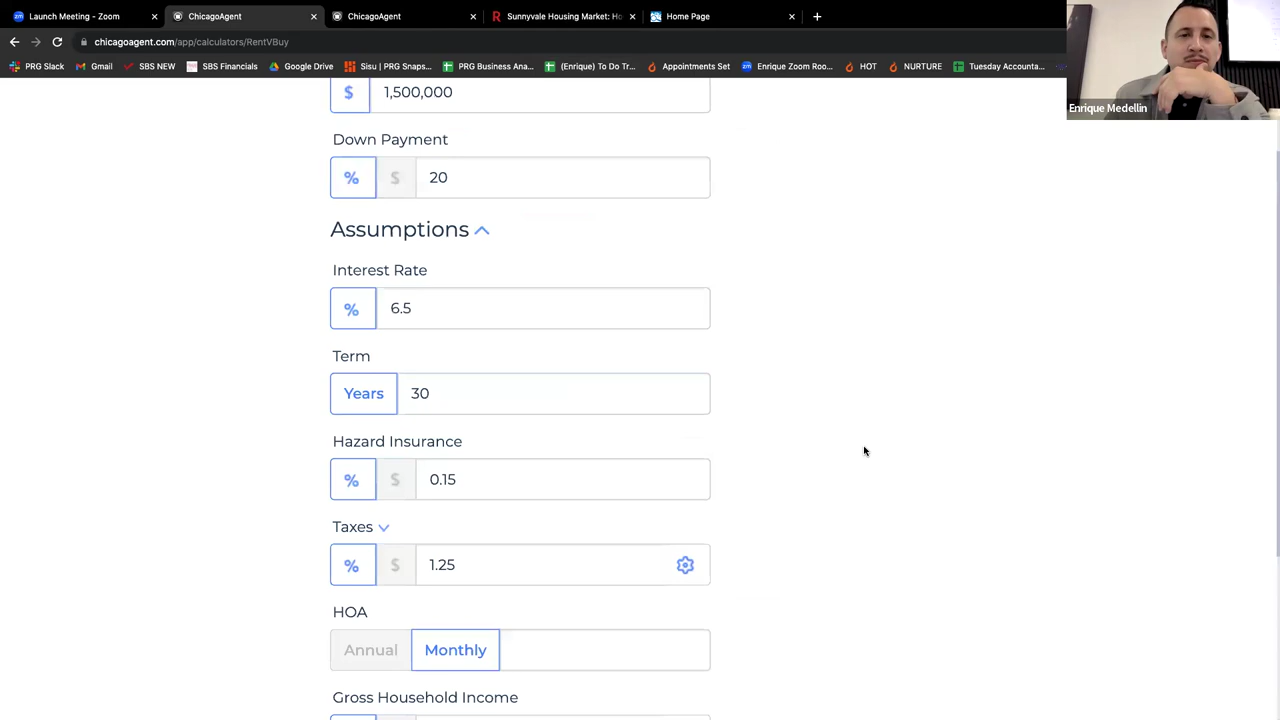 Launch Meeting - Zoom
ChicagoAgent
ChicagoAgent
Sunnyvale Housing Market: Ho
Home Page
chicagoagent.com/app/calculators/RentVBuy
PRG Slack
Gmail
SBS NEW
SBS Financials
Google Drive
Sisu | PRG Snaps...
PRG Business Ana...
(Enrique) To Do Tr...
Appointments Set
Enrique Zoom Roo...
HOT
NURTURE
Tuesday Accounta...
Enrique Medellin
$ 1,500,000
Down Payment
% $ 20
Assumptions
Interest Rate
% 6.5
Term
Years 30
Hazard Insurance
% $ 0.15
Taxes
% $ 1.25
HOA
Annual Monthly
Gross Household Income